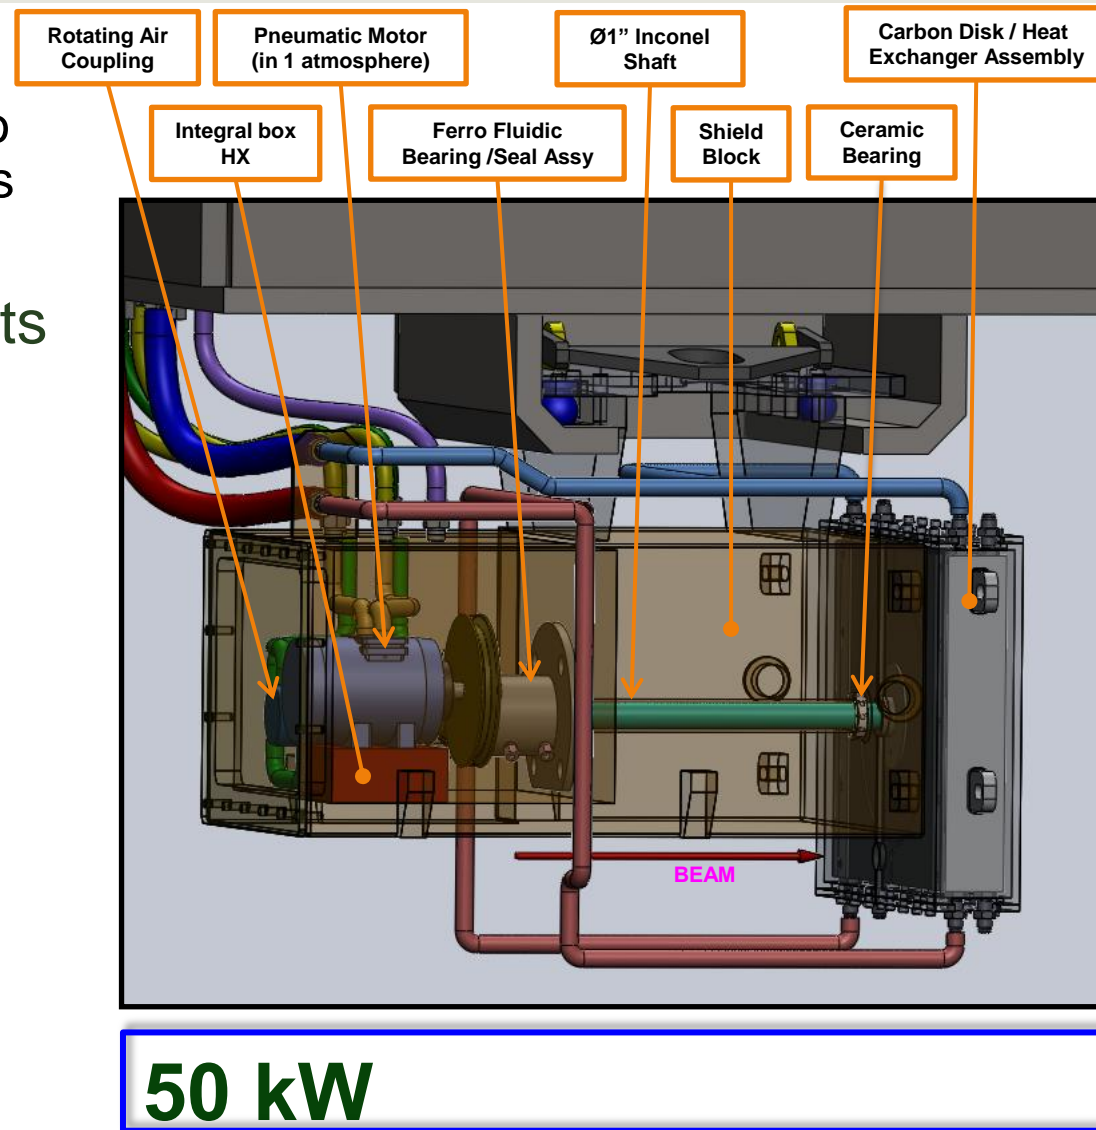 Rotating Air
Coupling
Pneumatic Motor
(in 1 atmosphere)
Ø1” Inconel
Shaft
Carbon Disk / Heat
Exchanger Assembly
Integral box
HX
Ferro Fluidic
Bearing /Seal Assy
Shield
Block
Ceramic
Bearing
ts
BEAM
50 kW